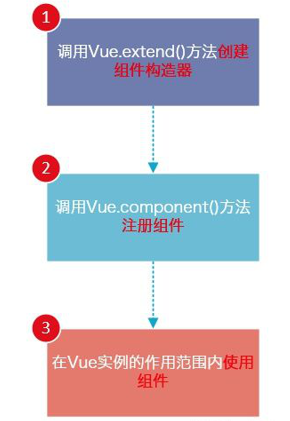 1
调用Vue.extend()方法创建
组件构造器
2
调用Vue.component()方法
注册组件
3
在Vue实例的作用范围内使用
组件